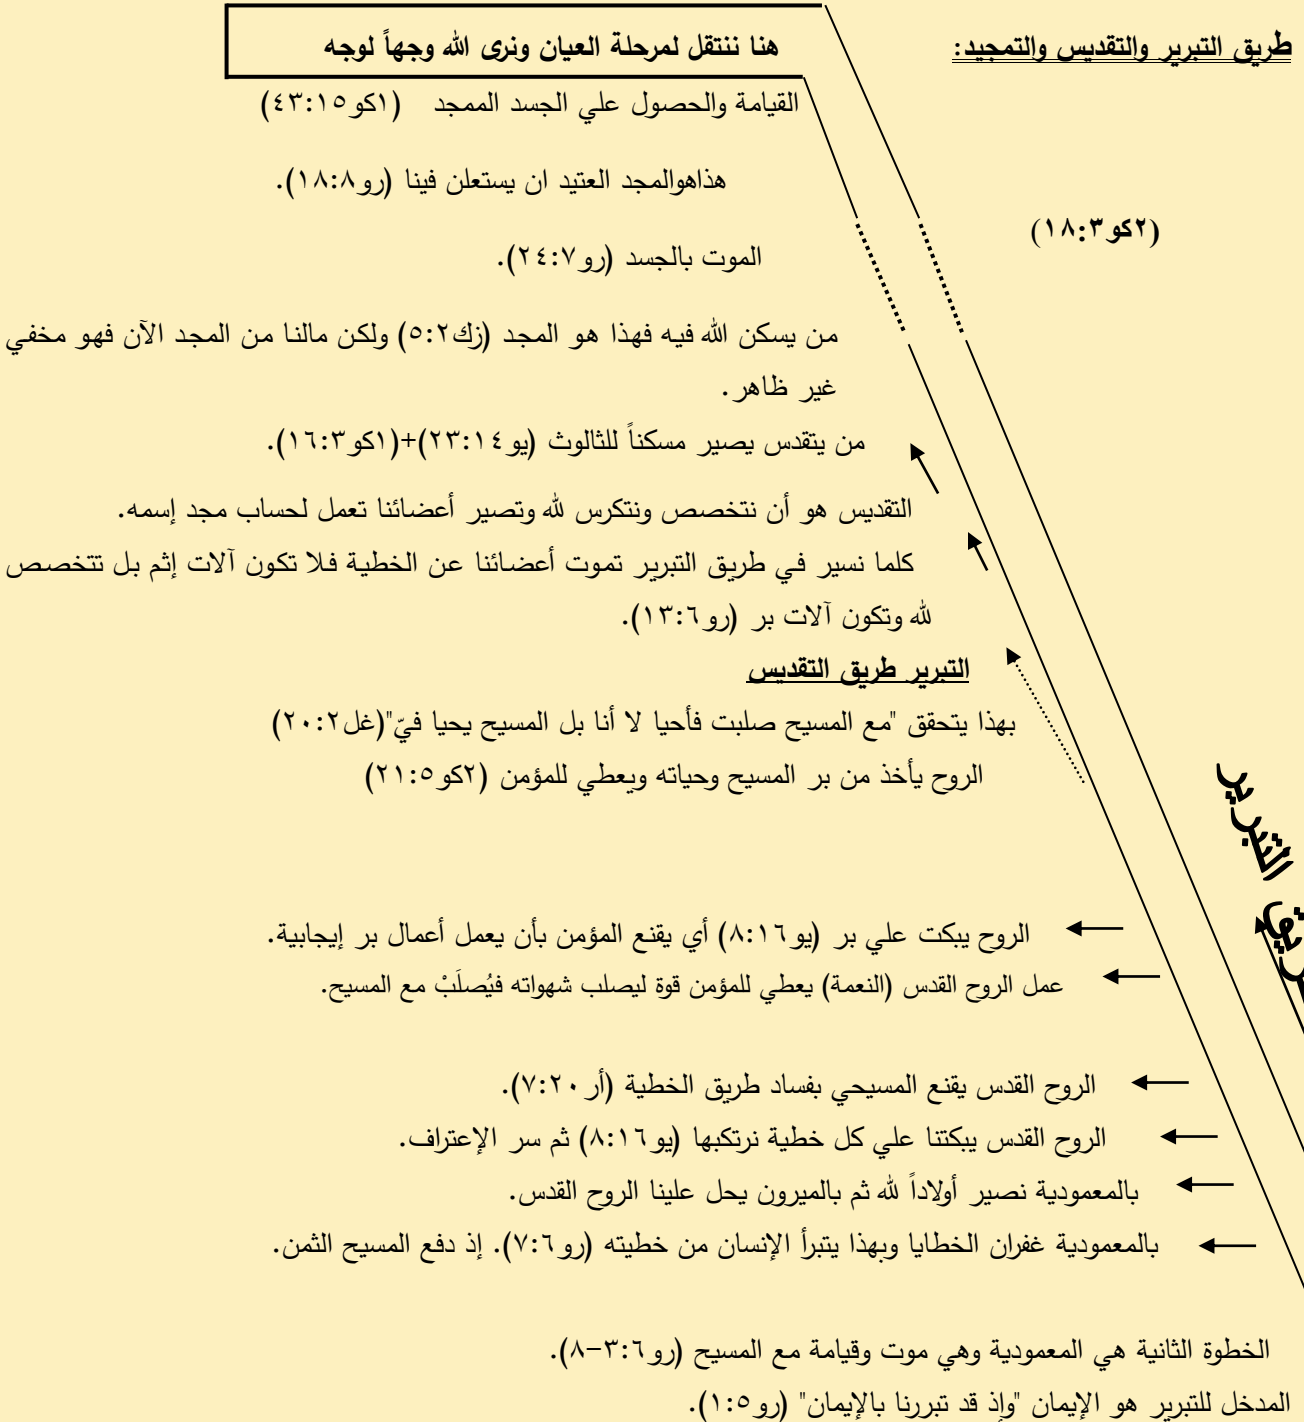 طريق التبرير والتقديس والتمجيد:
هنا ننتقل لمرحلة العيان ونرى الله وجهاً لوجه
القيامة والحصول علي الجسد الممجد (١كو١٥:٤٣)
هذاهوالمجد العتيد ان يستعلن فينا (رو٨:١٨).
(٢كو٣:١٨)
الموت بالجسد (رو٧:٢٤).
من يسكن الله فيه فهذا هو المجد (زك٢:٥) ولكن مالنا من المجد الآن فهو مخفي
غير ظاهر.
من يتقدس يصير مسكناً للثالوث (يو١٤:٢٣)+(١كو٣:١٦).
التقديس هو أن نتخصص ونتكرس لله وتصير أعضائنا تعمل لحساب مجد إسمه.
كلما نسير في طريق التبرير تموت أعضائنا عن الخطية فلا تكون آلات إثم بل تتخصص
لله وتكون آلات بر (رو٦:١٣).
التبرير طريق التقديس
بهذا يتحقق "مع المسيح صلبت فأحيا لا أنا بل المسيح يحيا فيّ"(غل٢:٢٠)
الروح يأخذ من بر المسيح وحياته ويعطي للمؤمن (٢كو٥:٢١)
التبرير
الروح يبكت علي بر (يو١٦:٨) أي يقنع المؤمن بأن يعمل أعمال بر إيجابية.
عمل الروح القدس (النعمة) يعطي للمؤمن قوة ليصلب شهواته فيُصلَبْ مع المسيح.
الروح القدس يقنع المسيحي بفساد طريق الخطية (أر٢٠:٧).
الروح القدس يبكتنا علي كل خطية نرتكبها (يو١٦:٨) ثم سر الإعتراف.
بالمعمودية نصير أولاداً لله ثم بالميرون يحل علينا الروح القدس.
بالمعمودية غفران الخطايا وبهذا يتبرأ الإنسان من خطيته (رو٦:٧). إذ دفع المسيح الثمن.
الخطوة الثانية هي المعمودية وهي موت وقيامة مع المسيح (رو٦:٣-٨).
المدخل للتبرير هو الإيمان "وإذ قد تبررنا بالإيمان" (رو٥:١).